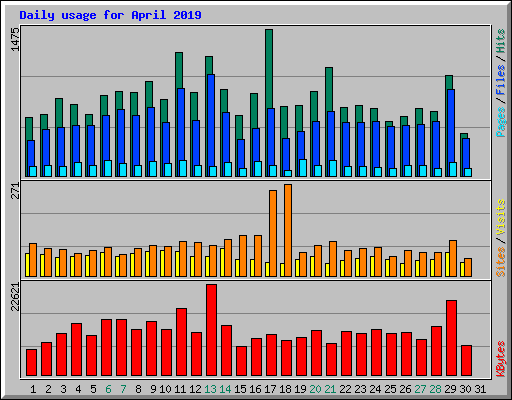 Daily usage for April 2019
1475
Pages / Files / Hits
271
Sites / Visits
22621
KBytes
1 2 3 4 5 6 7 8 9 10 11 12 13 14 15 16 17 18 19 20 21 22 23 24 25 26 27 28 29 30 31